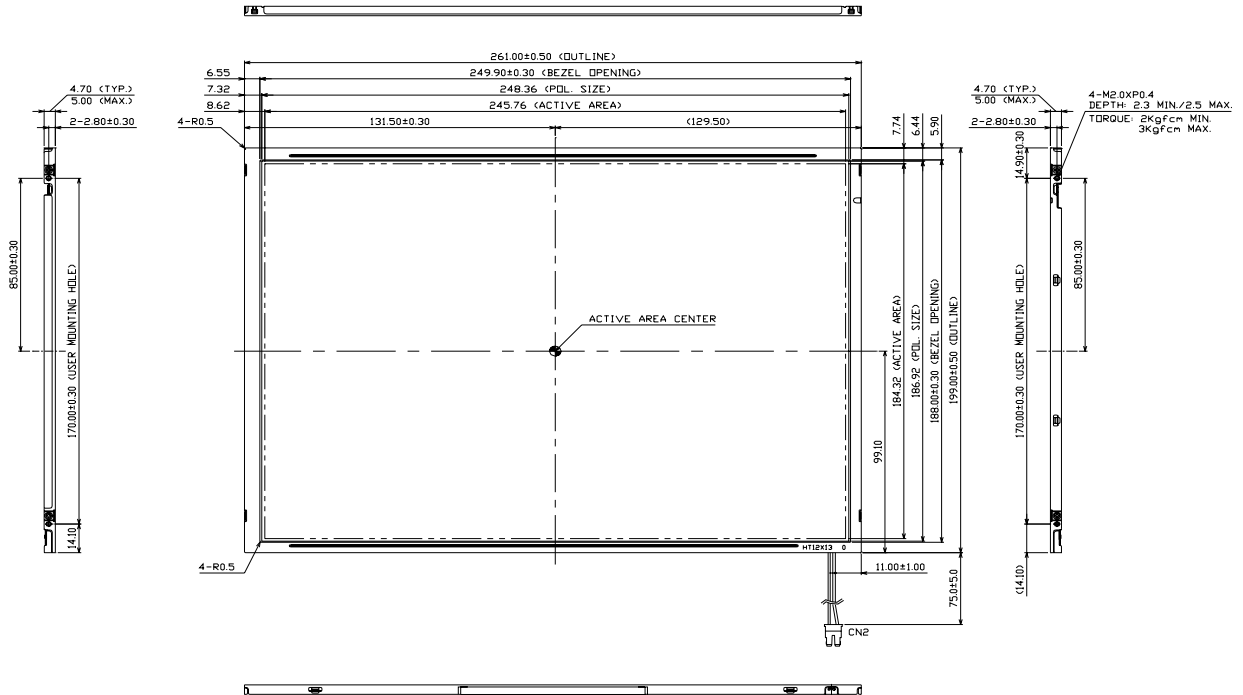 261.00±0.50 (OUTLINE)
6.55
249.90±0.30 (BEZEL OPENING)
7.32
248.36 (POL. SIZE)
8.62
245.76 (ACTIVE AREA)
4-R0.5
131.50±0.30
(129.50)
7.74
6.44
5.90
4.70 (TYP.)
5.00 (MAX.)
2-2.80±0.30
4.70 (TYP.)
5.00 (MAX.)
2-2.80±0.30
4-M2.0XP0.4
DEPTH: 2.3 MIN./2.5 MAX.
TORQUE: 2Kgfcm MIN.
3Kgfcm MAX.
14.90±0.30
85.00±0.30
170.00±0.30 (USER MOUNTING HOLE)
14.10
ACTIVE AREA CENTER
184.32 (ACTIVE AREA)
186.92 (POL. SIZE)
188.00±0.30 (BEZEL OPENING)
199.00±0.50 (OUTLINE)
99.10
170.00±0.30 (USER MOUNTING HOLE)
85.00±0.30
(14.10)
HT12X13 0
4-R0.5
11.00±1.00
75.0±5.0
CN2